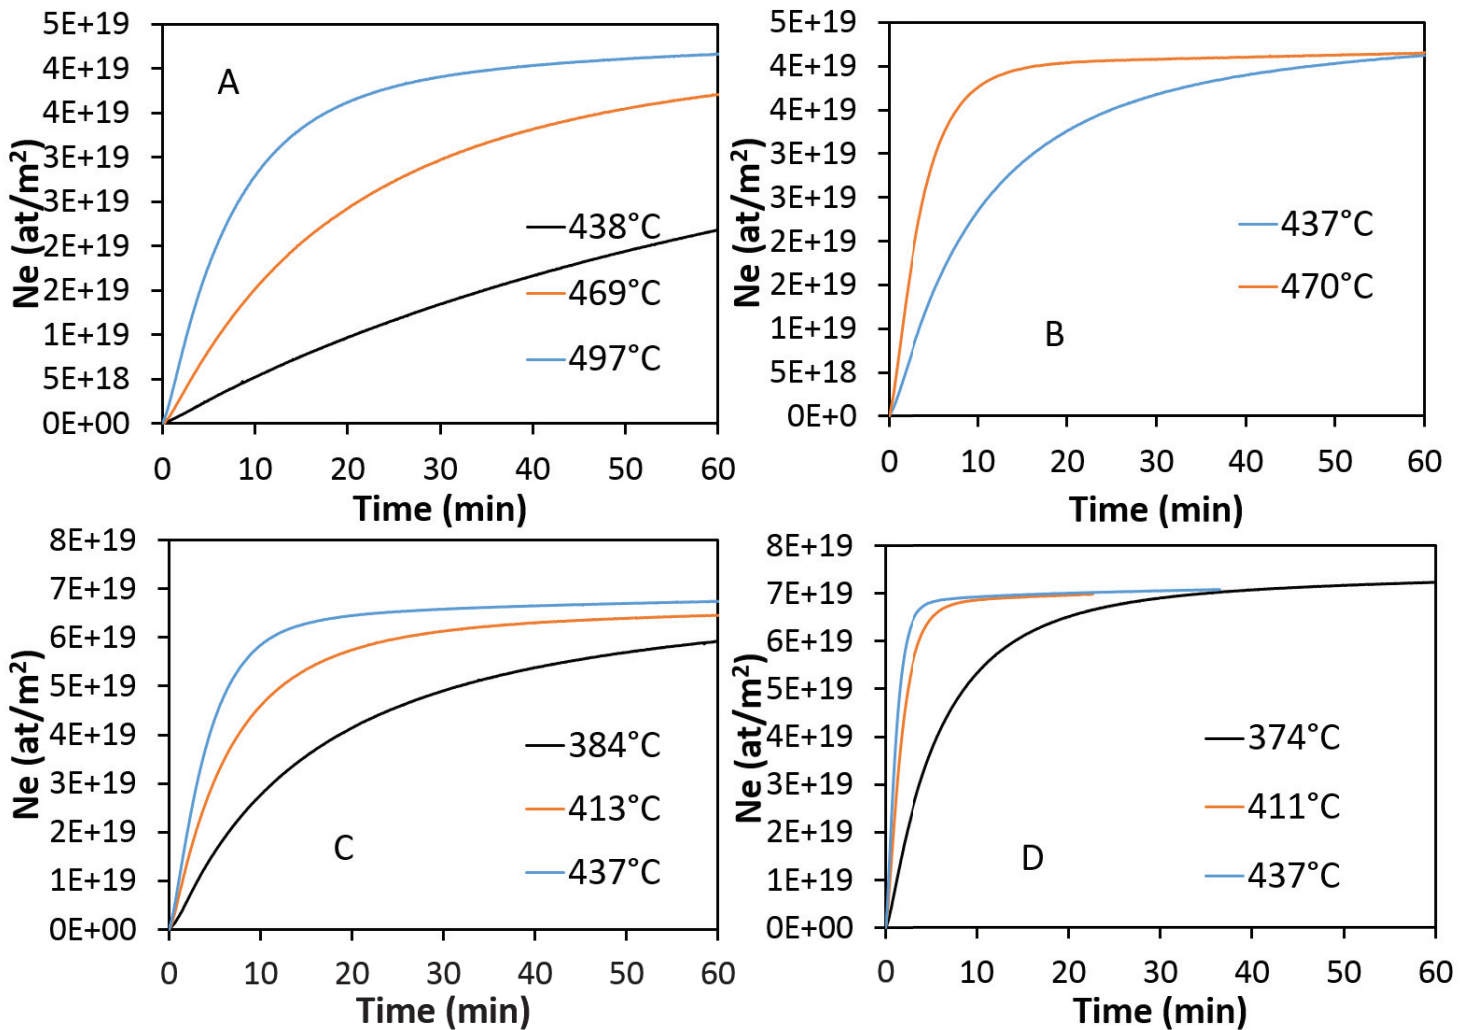 5E+19
4E+19
4E+19
3E+19
3E+19
2E+19
2E+19
1E+19
5E+18
0E+00
Ne (at/m²)
A
438°C
469°C
497°C
0 10 20 30 40 50 60
Time (min)
5E+19
4E+19
4E+19
3E+19
3E+19
2E+19
2E+19
1E+19
5E+18
0E+0
Ne (at/m²)
437°C
470°C
B
0 10 20 30 40 50 60
Time (min)
8E+19
7E+19
6E+19
5E+19
4E+19
3E+19
2E+19
1E+19
0E+00
Ne (at/m²)
384°C
413°C
437°C
C
0 10 20 30 40 50 60
Time (min)
8E+19
7E+19
6E+19
5E+19
4E+19
3E+19
2E+19
1E+19
0E+00
Ne (at/m²)
374°C
411°C
437°C
D
0 10 20 30 40 50 60
Time (min)